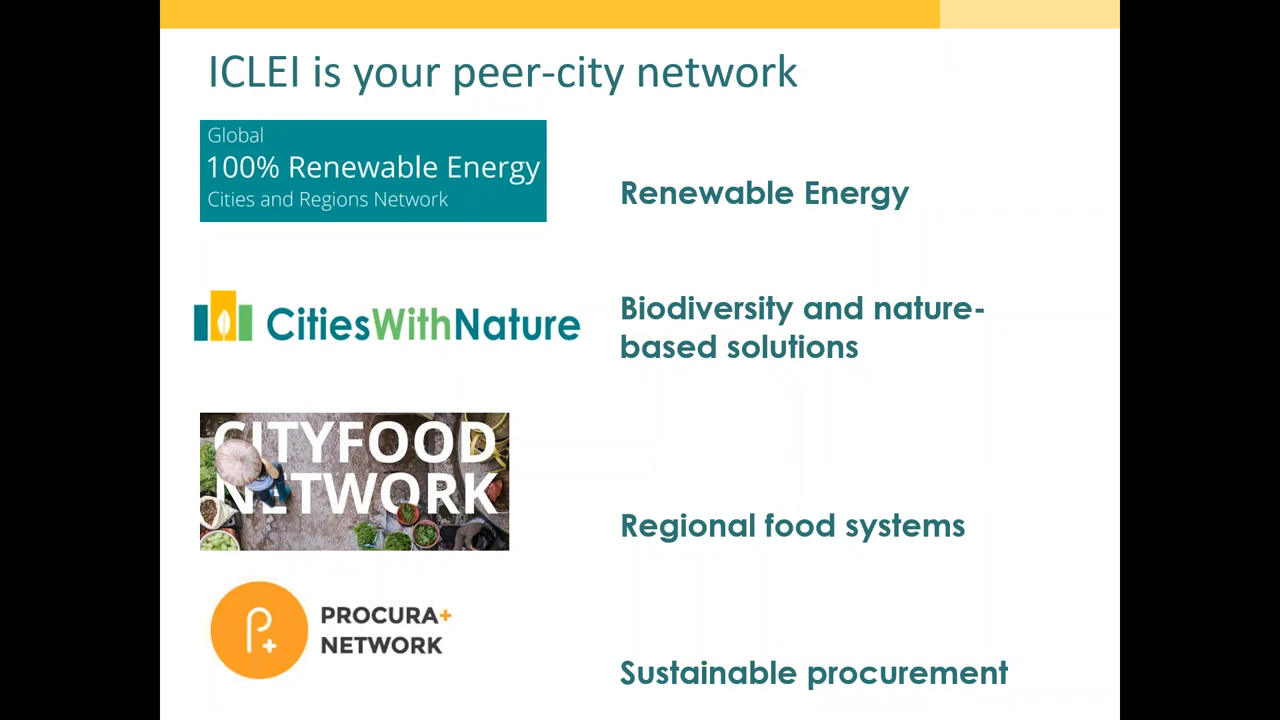 ICLEI is your peer-city network
Global
100% Renewable Energy
Cities and Regions Network
Renewable Energy
CitiesWithNature
Biodiversity and nature-
based solutions
CITYFOOD
NETWORK
Regional food systems
PROCURA+
NETWORK
Sustainable procurement